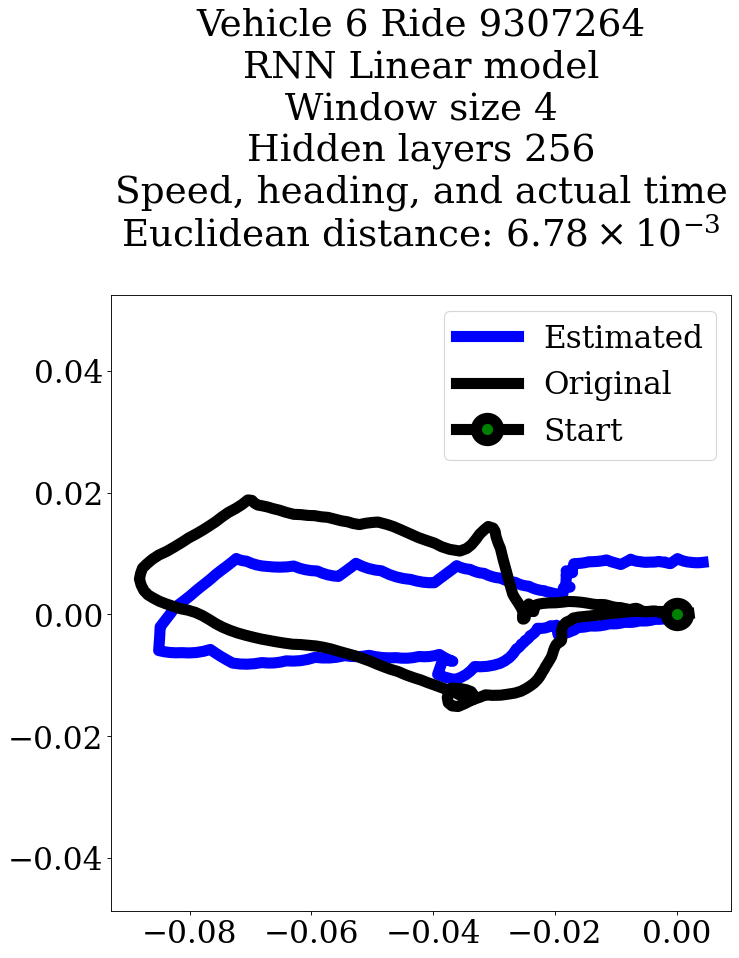 Vehicle 6 Ride 9307264
RNN Linear model
Window size 4
Hidden layers 256
Speed, heading, and actual time
Euclidean distance: 6.78 × 10⁻³
Estimated
Original
Start
0.04
0.02
0.00
−0.02
−0.04
−0.08 −0.06 −0.04 −0.02 0.00